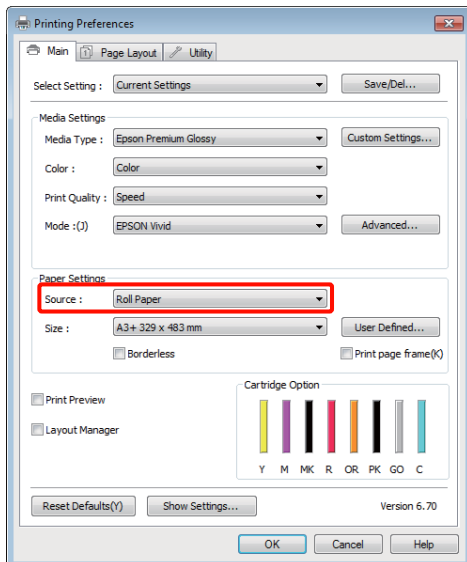 Printing Preferences
Main Page Layout Utility
Select Setting : Current Settings Save/Del...
Media Settings
Media Type : Epson Premium Glossy Custom Settings...
Color : Color
Print Quality : Speed
Mode :(J) EPSON Vivid Advanced...
Paper Settings
Source : Roll Paper
Size : A3+ 329 x 483 mm User Defined...
Borderless Print page frame(K)
Cartridge Option
Print Preview
Layout Manager
Y M MK R OR PK GO C
Reset Defaults(Y) Show Settings... Version 6.70
OK Cancel Help